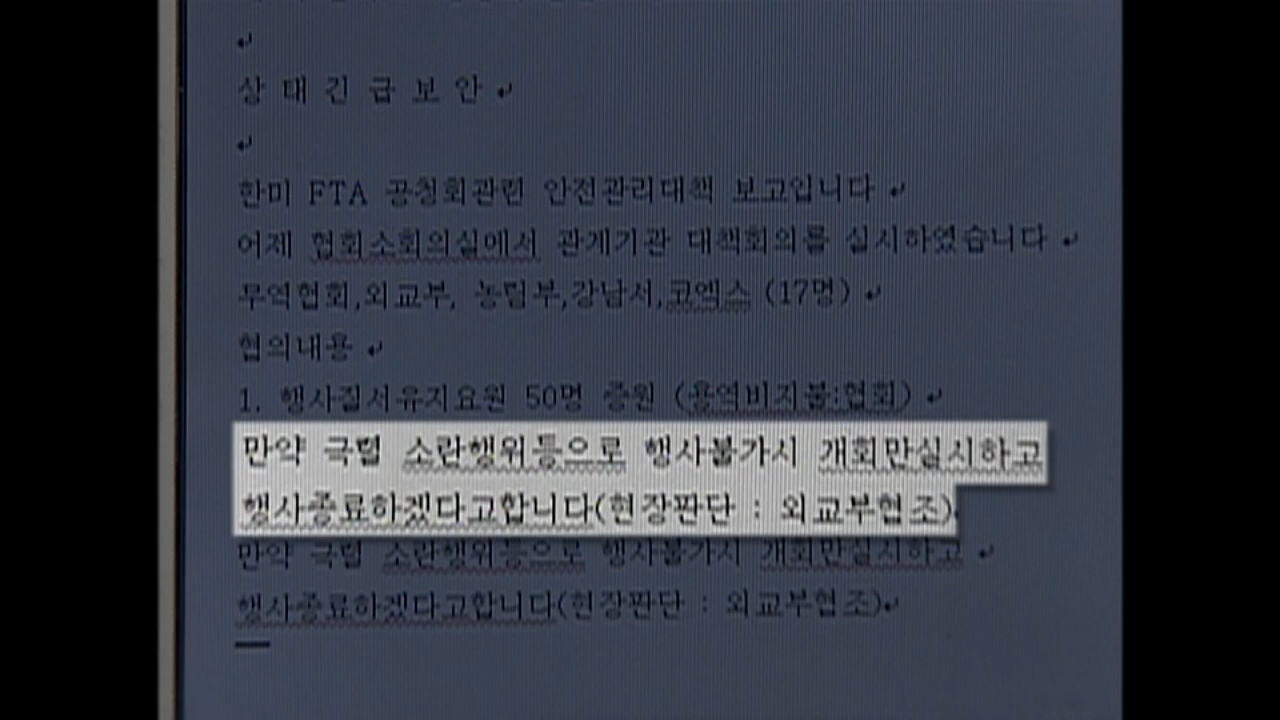 상 태 긴 급 보 안
한미 FTA 공청회관련 안전관리대책 보고입니다
어제 협회소회의실에서 관계기관 대책회의를 실시하였습니다
무역협회,외교부, 농림부,강남서,코엑스 (17명)
협의내용
1. 행사질서유지요원 50명 증원 (용역비지불:협회)
만약 극렬 소란행위등으로 행사불가시 개회만실시하고
행사종료하겠다고합니다(현장판단 : 외교부협조)
만약 극렬 소란행위등으로 행사불가시 개회만실시하고
행사종료하겠다고합니다(현장판단 : 외교부협조)